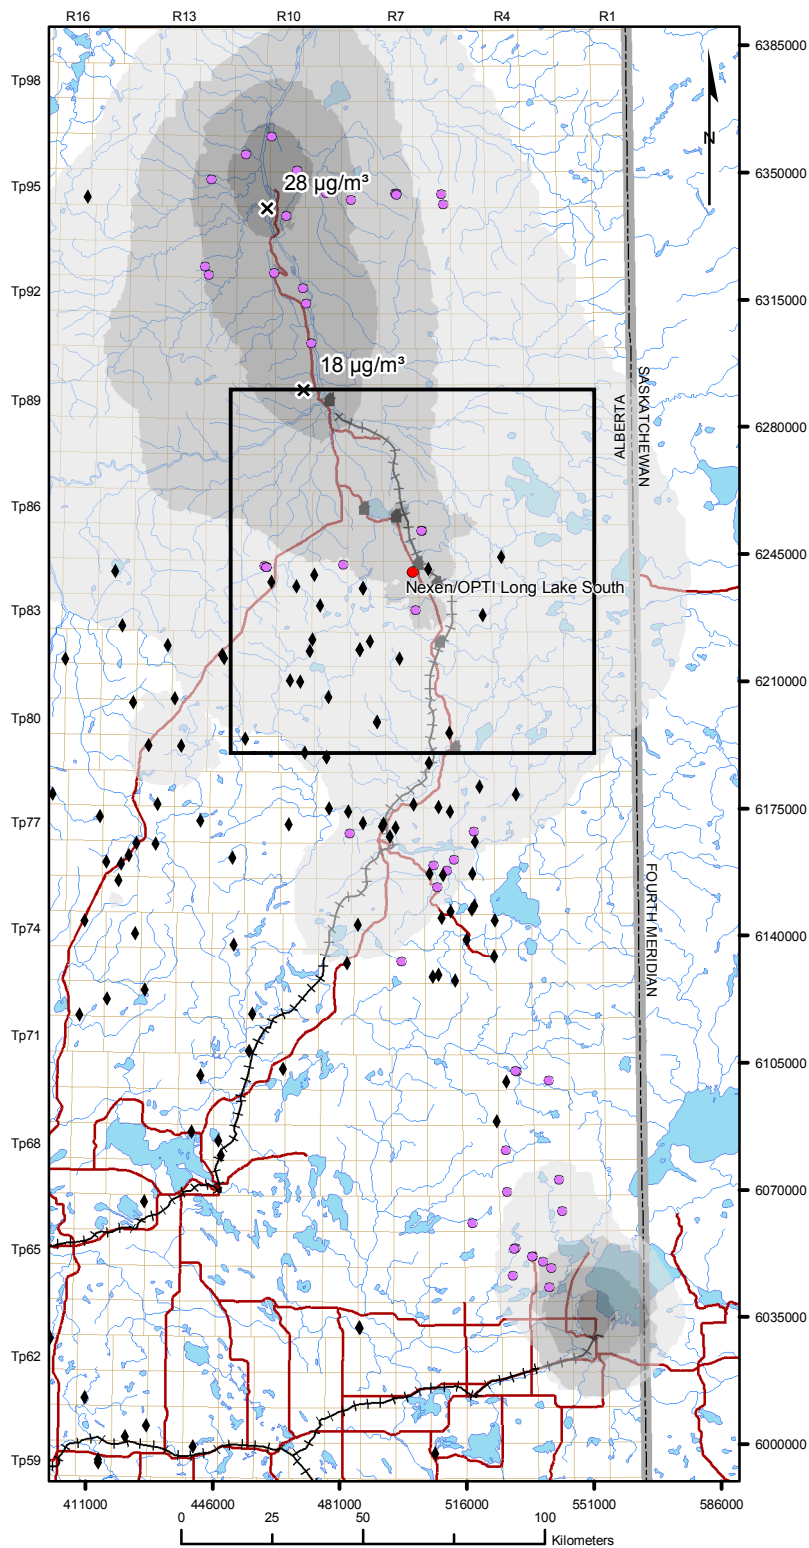 R16 R13 R10 R7 R4 R1
6385000
Tp98
N
6350000
28 µg/m³
Tp95
Tp92
6315000
18 µg/m³
Tp89
ALBERTA
SASKATCHEWAN
6280000
Tp86
6245000
Nexen/OPTI Long Lake South
Tp83
6210000
Tp80
6175000
Tp77
FOURTH MERIDIAN
6140000
Tp74
Tp71
6105000
Tp68
6070000
Tp65
6035000
Tp62
6000000
Tp59
411000 446000 481000 516000 551000 586000
0 25 50 100
Kilometers